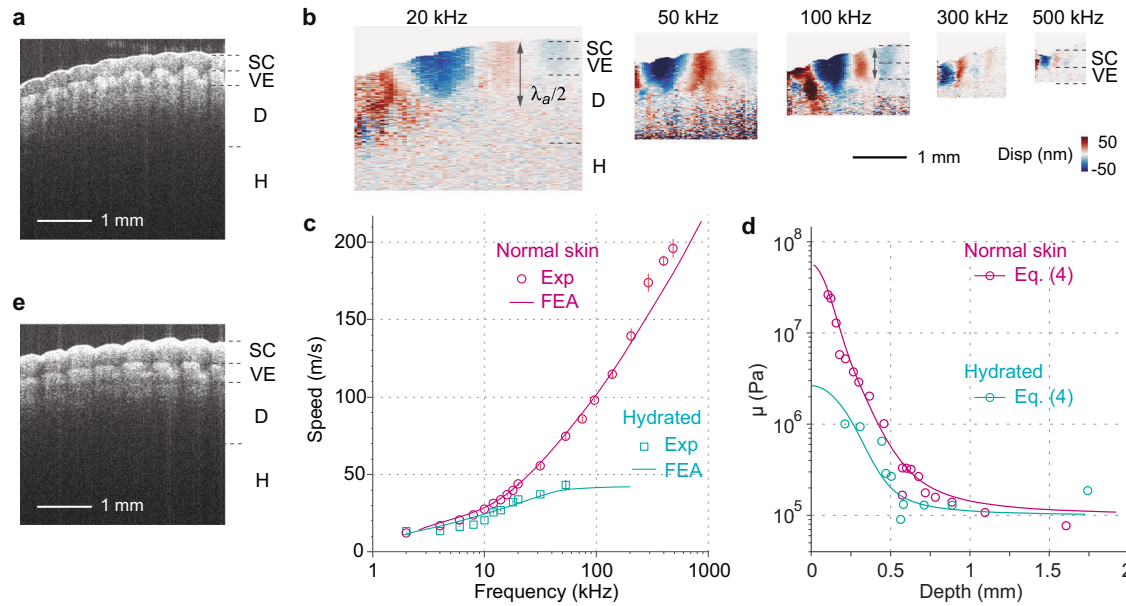 a
SC
VE
D
H
1 mm
b
20 kHz
50 kHz
100 kHz
300 kHz
500 kHz
SC
VE
D
H
λa/2
SC
VE
1 mm
Disp (nm)
50
-50
c
Normal skin
Exp
FEA
Hydrated
Exp
FEA
200
150
100
50
0
1
10
100
1000
Speed (m/s)
Frequency (kHz)
d
Normal skin
Eq. (4)
Hydrated
Eq. (4)
10^8
10^7
10^6
10^5
μ (Pa)
0
0.5
1
1.5
2
Depth (mm)
e
SC
VE
D
H
1 mm